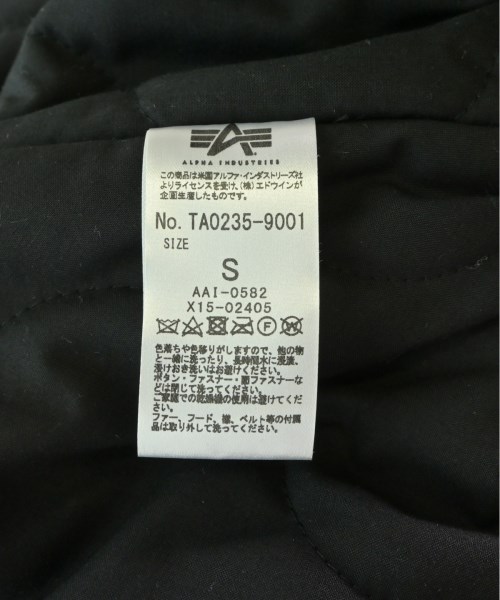 ALPHA INDUSTRIES
この商品は米国アルファ・インダストリーズ社
よりライセンスを受け、(株)エドウインが
企画生産したものです。
No. TA0235-9001
SIZE
S
AAI-0582
X15-02405
F W
色落ちや色移りがしますので、他の物
と一緒に洗ったり、長時間水に浸漬、
浸けおき洗いはお避けください。
ボタン・ファスナー・面ファスナーな
どは閉じて洗ってください。
ご家庭での乾燥機の使用は避けてくだ
さい。
ファー、フード、襟、ベルト等の付属
品は取り外して洗ってください。